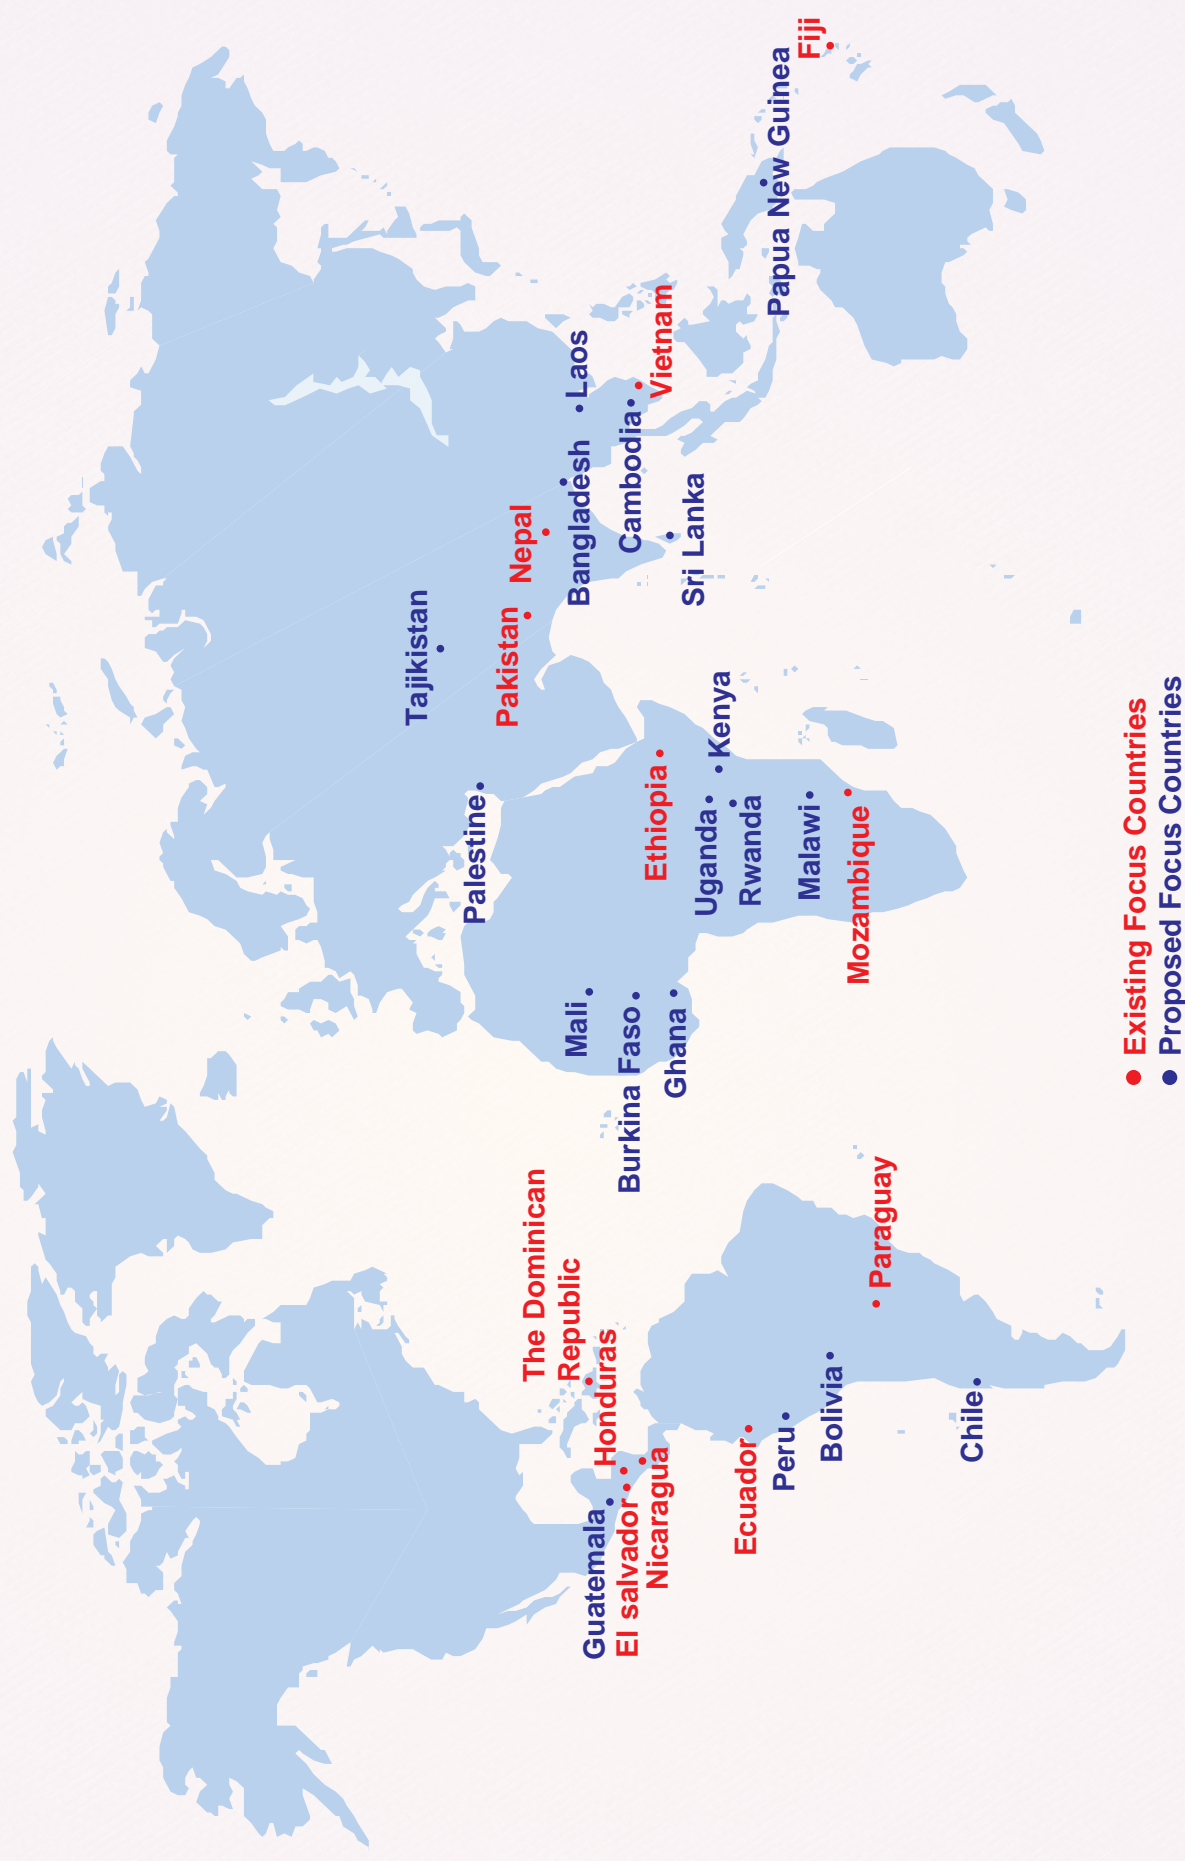 Fiji
Papua New Guinea
Laos
Vietnam
Bangladesh
Cambodia
Sri Lanka
Nepal
Pakistan
Tajikistan
Palestine
Ethiopia
Kenya
Uganda
Rwanda
Malawi
Mozambique
Mali
Burkina Faso
Ghana
The Dominican
Republic
Honduras
Guatemala
El salvador
Nicaragua
Ecuador
Peru
Bolivia
Paraguay
Chile
Existing Focus Countries
Proposed Focus Countries